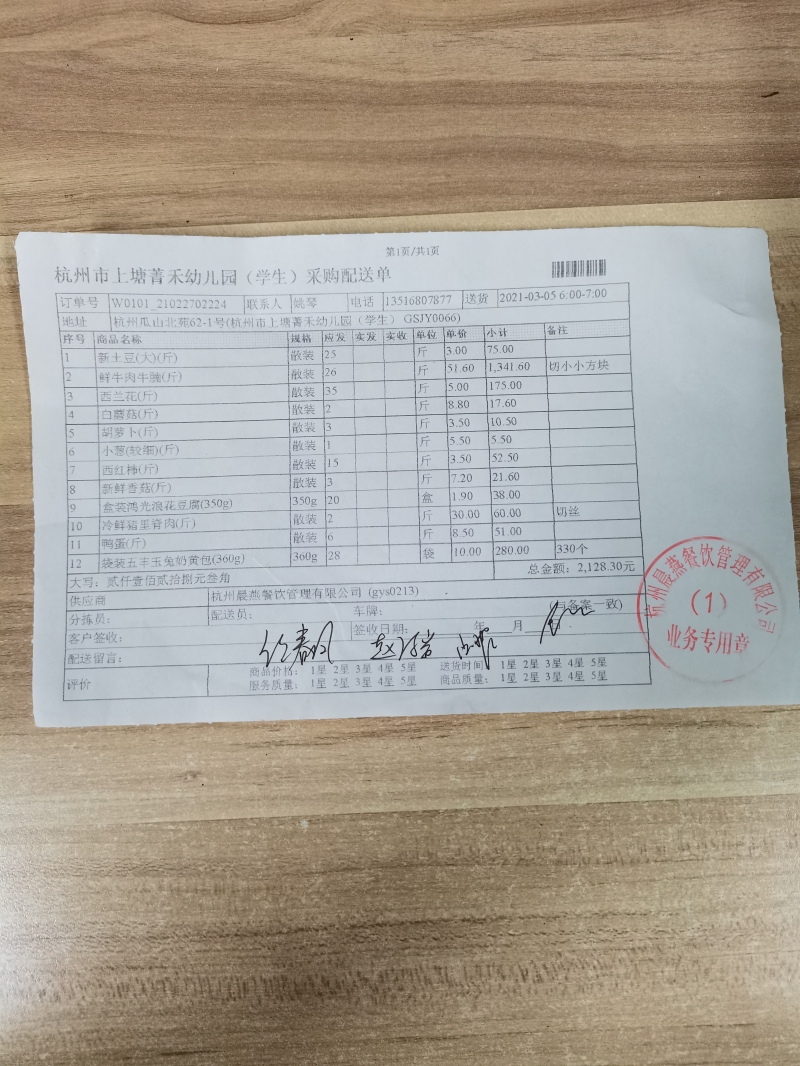 第1页/共1页
杭州市上塘菁禾幼儿园（学生）采购配送单
订单号 W0101_21022702224 联系人 姚琴 电话 13516807877 送货 2021-03-05 6:00-7:00
地址 杭州瓜山北苑62-1号(杭州市上塘菁禾幼儿园（学生） GSJY0066)
序号 商品名称 规格 应发 实发 实收 单位 单价 小计 备注
1 新土豆(大)(斤) 散装 25 斤 3.00 75.00
2 鲜牛肉牛腩(斤) 散装 26 斤 51.60 1,341.60 切小小方块
3 西兰花(斤) 散装 35 斤 5.00 175.00
4 白蘑菇(斤) 散装 2 斤 8.80 17.60
5 胡萝卜(斤) 散装 3 斤 3.50 10.50
6 小葱(较细)(斤) 散装 1 斤 5.50 5.50
7 西红柿(斤) 散装 15 斤 3.50 52.50
8 新鲜香菇(斤) 散装 3 斤 7.20 21.60
9 盒装鸿光浪花豆腐(350g) 350g 20 盒 1.90 38.00
10 冷鲜猪里脊肉(斤) 散装 2 斤 30.00 60.00 切丝
11 鸭蛋(斤) 散装 6 斤 8.50 51.00
12 袋装五丰玉兔奶黄包(360g) 360g 28 袋 10.00 280.00 330个
大写：贰仟壹佰贰拾捌元叁角 总金额：2,128.30元
供应商 杭州晨燕餐饮管理有限公司 (gys0213)
分拣员： 配送员： 车牌： 与备案一致)
客户签收： 签收日期： 年 月
配送留言：
评价 商品价格： 1星 2星 3星 4星 5星 送货时间： 1星 2星 3星 4星 5星
服务质量： 1星 2星 3星 4星 5星 商品质量： 1星 2星 3星 4星 5星
杭州晨燕餐饮管理有限公司
（1）
业务专用章